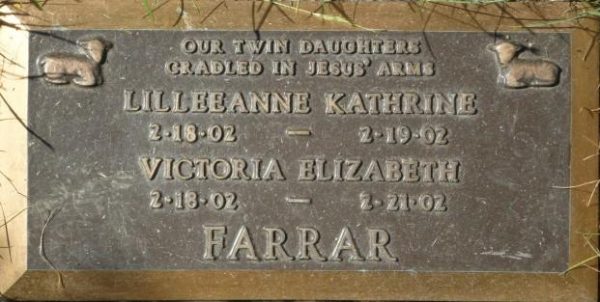 OUR TWIN DAUGHTERS
CRADLED IN JESUS' ARMS
LILLEEANNE KATHRINE
2-18-02 — 2-19-02
VICTORIA ELIZABETH
2-18-02 — 2-21-02
FARRAR